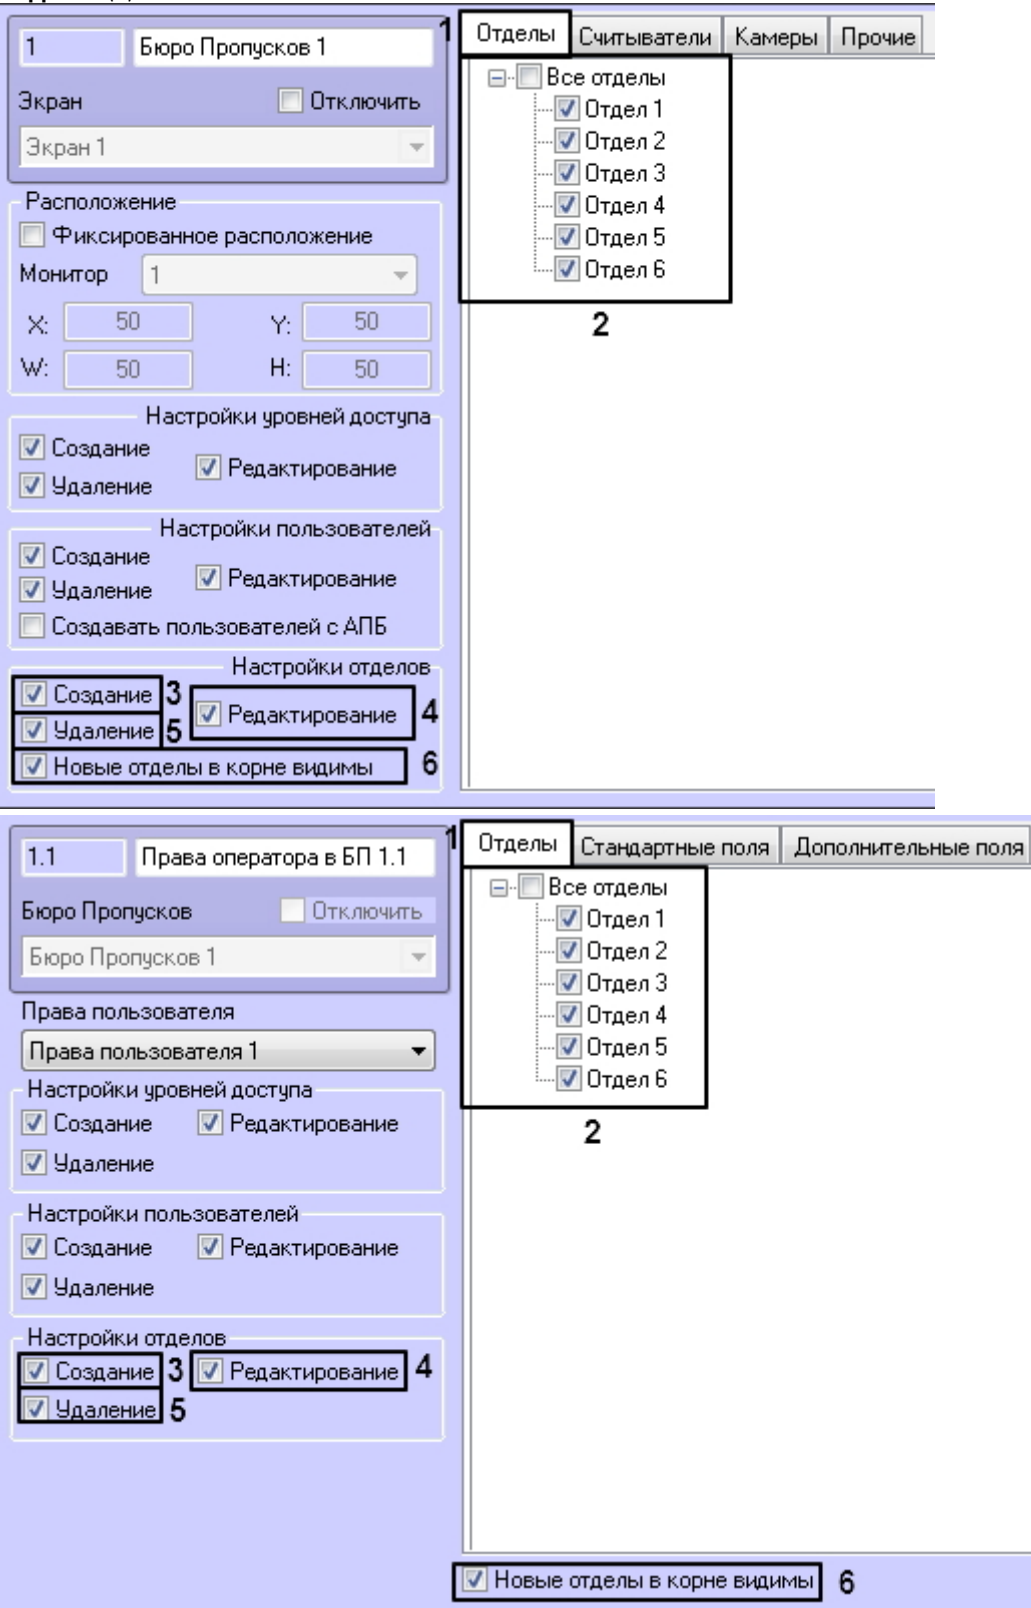 1 Бюро Пропусков 1
Экран Отключить
Экран 1
Расположение
Фиксированное расположение
Монитор 1
X: 50 Y: 50
W: 50 H: 50
Настройки уровней доступа
Создание
Редактирование
Удаление
Настройки пользователей
Создание
Редактирование
Удаление
Создавать пользователей с АПБ
Настройки отделов
Создание 3
Редактирование 4
Удаление 5
Новые отделы в корне видимы 6
1 Отделы Считыватели Камеры Прочие
Все отделы
Отдел 1
Отдел 2
Отдел 3
Отдел 4
Отдел 5
Отдел 6
2
1.1 Права оператора в БП 1.1
Бюро Пропусков Отключить
Бюро Пропусков 1
Права пользователя
Права пользователя 1
Настройки уровней доступа
Создание Редактирование
Удаление
Настройки пользователей
Создание Редактирование
Удаление
Настройки отделов
Создание 3 Редактирование 4
Удаление 5
1 Отделы Стандартные поля Дополнительные поля
Все отделы
Отдел 1
Отдел 2
Отдел 3
Отдел 4
Отдел 5
Отдел 6
2
Новые отделы в корне видимы 6